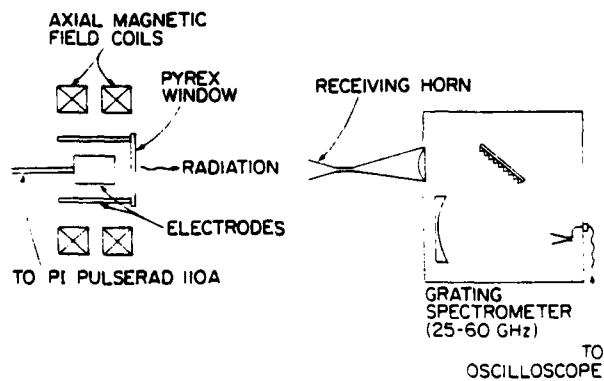 AXIAL MAGNETIC
FIELD COILS
PYREX
WINDOW
RECEIVING HORN
RADIATION
ELECTRODES
TO PI PULSERAD 110A
GRATING
SPECTROMETER
(25-60 GHz)
TO
OSCILLOSCOPE